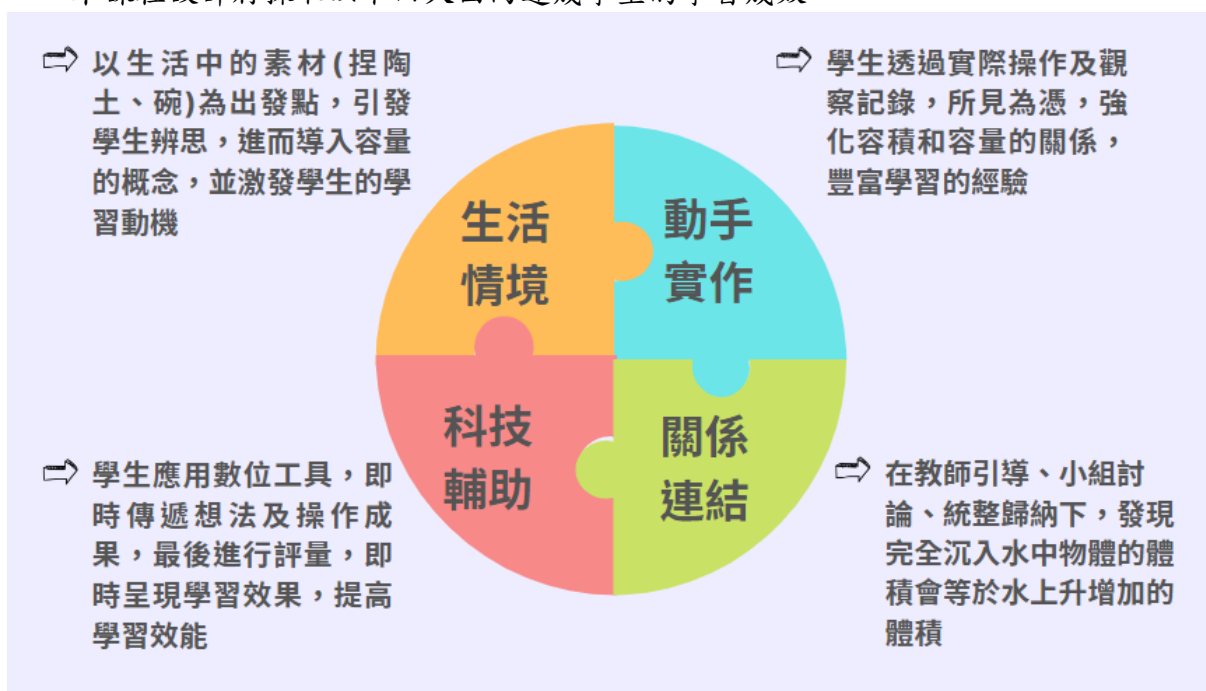 ⇨ 以生活中的素材(捏陶
土、碗)為出發點，引發
學生辨思，進而導入容量
的概念，並激發學生的學
習動機
⇨ 學生透過實際操作及觀
察記錄，所見為憑，強
化容積和容量的關係，
豐富學習的經驗
生活
情境
動手
實作
科技
輔助
關係
連結
⇨ 學生應用數位工具，即
時傳遞想法及操作成
果，最後進行評量，即
時呈現學習效果，提高
學習效能
⇨ 在教師引導、小組討
論、統整歸納下，發現
完全沉入水中物體的體
積會等於水上升增加的
體積